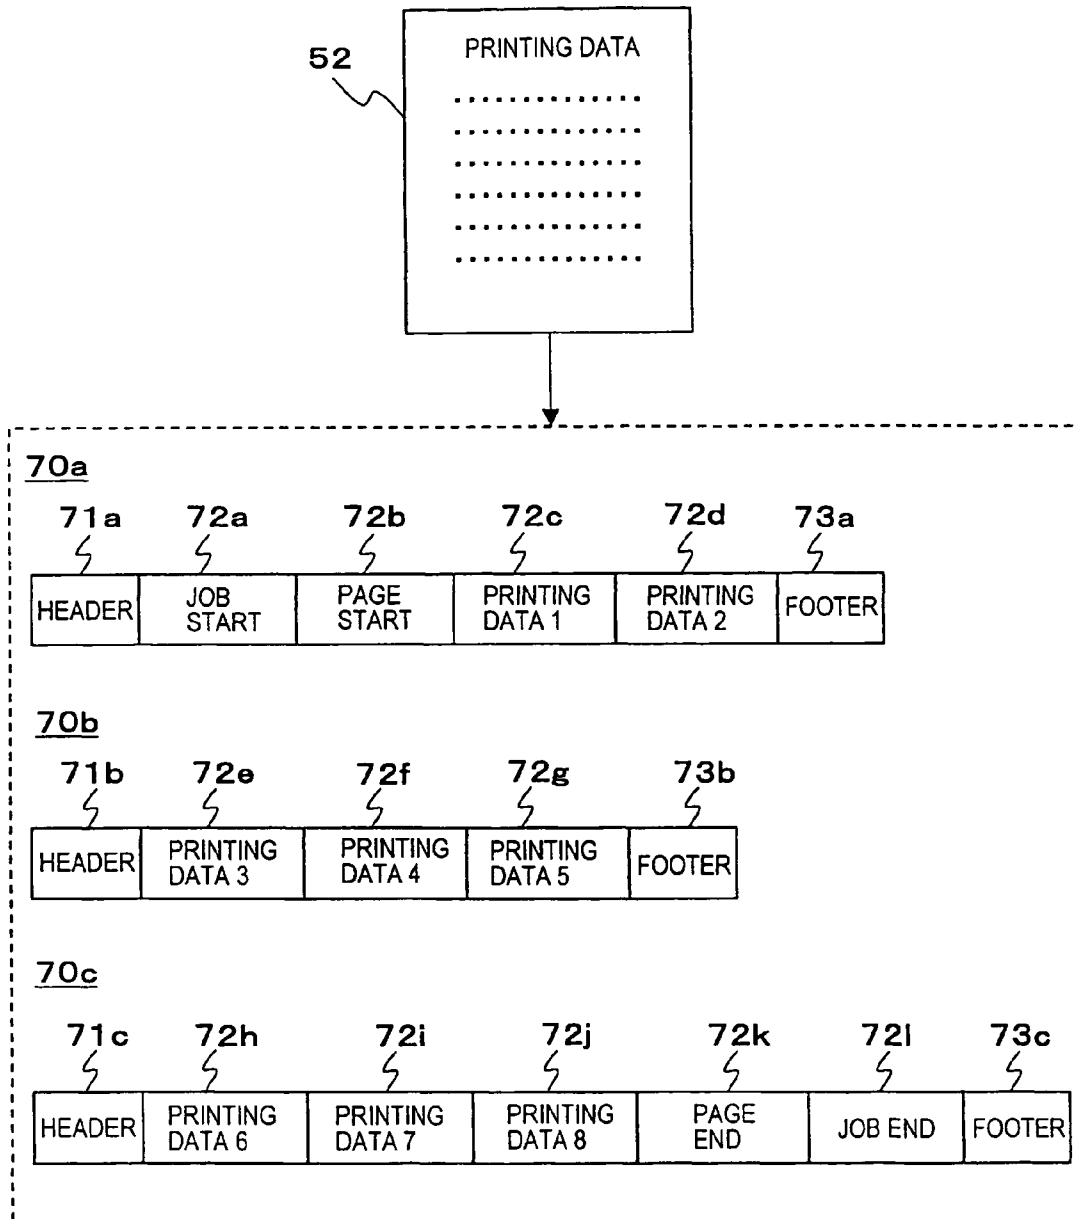 PRINTING DATA
52
70a
71a 72a 72b 72c 72d 73a
HEADER JOB START PAGE START PRINTING DATA 1 PRINTING DATA 2 FOOTER
70b
71b 72e 72f 72g 73b
HEADER PRINTING DATA 3 PRINTING DATA 4 PRINTING DATA 5 FOOTER
70c
71c 72h 72i 72j 72k 72l 73c
HEADER PRINTING DATA 6 PRINTING DATA 7 PRINTING DATA 8 PAGE END JOB END FOOTER